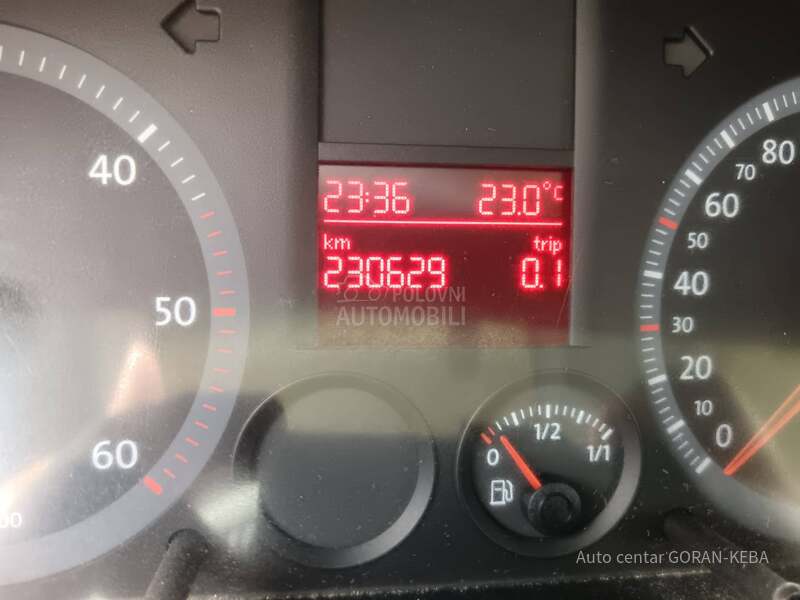 40
50
60
23:36 23.0°C
km trip
230629 0.1
POLOVNI
AUTOMOBILI
0 1/2 1/1
80
70
60
50
40
30
20
10
0
Auto centar GORAN-KEBA